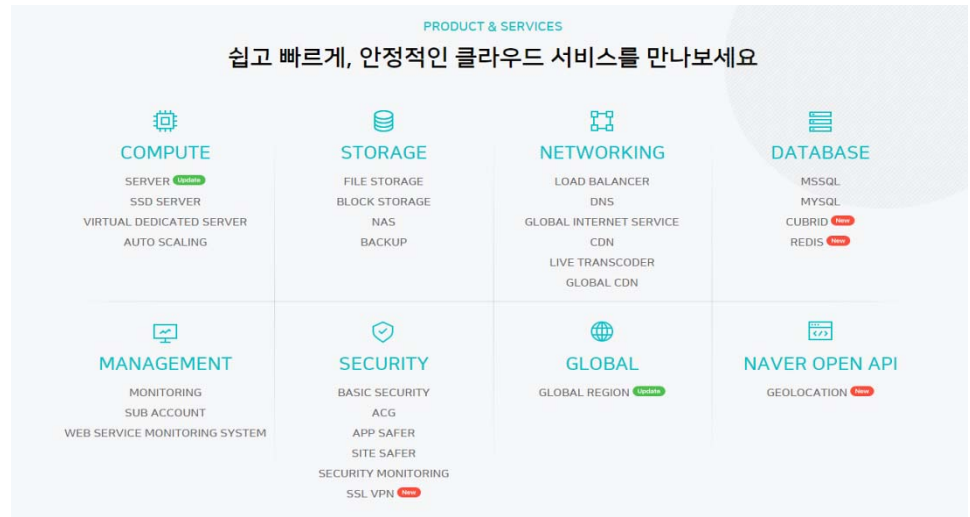 PRODUCT & SERVICES
쉽고 빠르게, 안정적인 클라우드 서비스를 만나보세요
COMPUTE
SERVER Update
SSD SERVER
VIRTUAL DEDICATED SERVER
AUTO SCALING
STORAGE
FILE STORAGE
BLOCK STORAGE
NAS
BACKUP
NETWORKING
LOAD BALANCER
DNS
GLOBAL INTERNET SERVICE
CDN
LIVE TRANSCODER
GLOBAL CDN
DATABASE
MSSQL
MYSQL
CUBRID New
REDIS New
MANAGEMENT
MONITORING
SUB ACCOUNT
WEB SERVICE MONITORING SYSTEM
SECURITY
BASIC SECURITY
ACG
APP SAFER
SITE SAFER
SECURITY MONITORING
SSL VPN New
GLOBAL
GLOBAL REGION Update
NAVER OPEN API
GEOLOCATION New